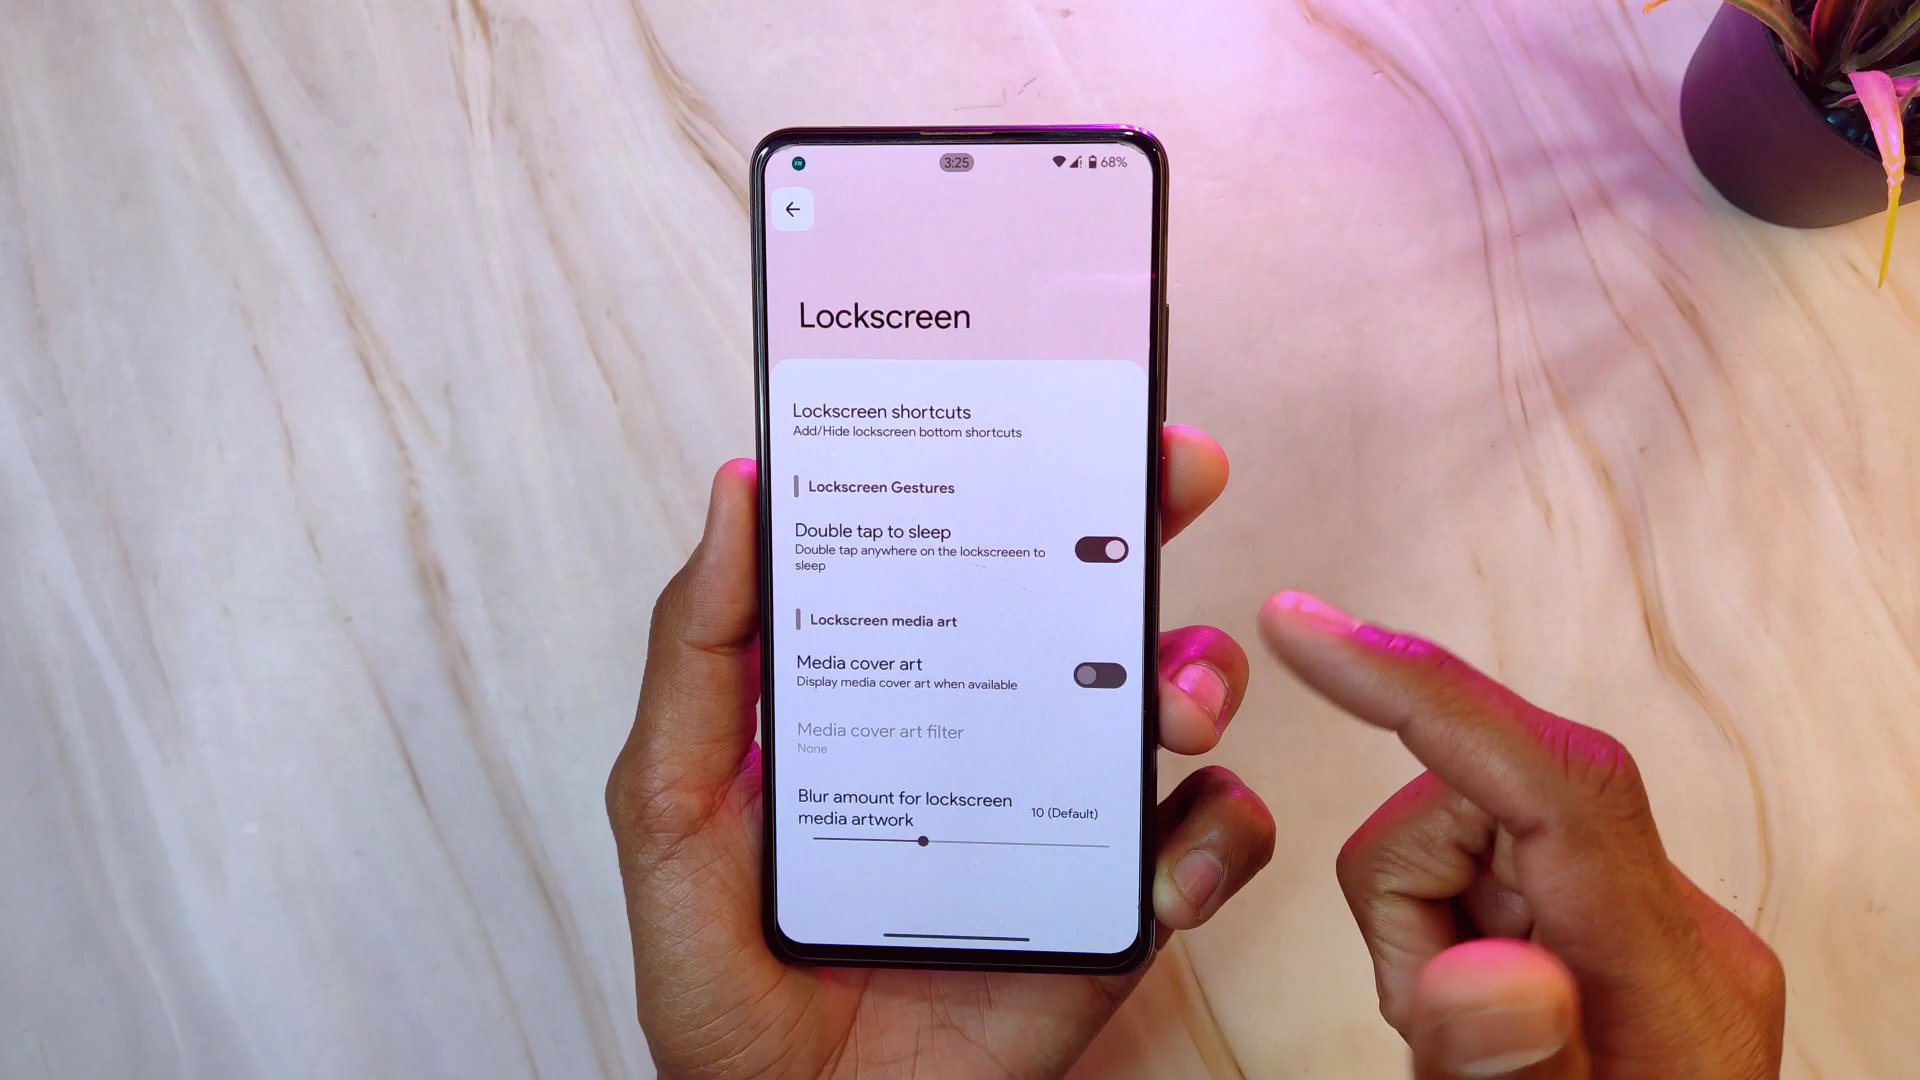 3:25
68%
Lockscreen
Lockscreen shortcuts
Add/Hide lockscreen bottom shortcuts
Lockscreen Gestures
Double tap to sleep
Double tap anywhere on the lockscreeen to
sleep
Lockscreen media art
Media cover art
Display media cover art when available
Media cover art filter
None
Blur amount for lockscreen
media artwork
10 (Default)